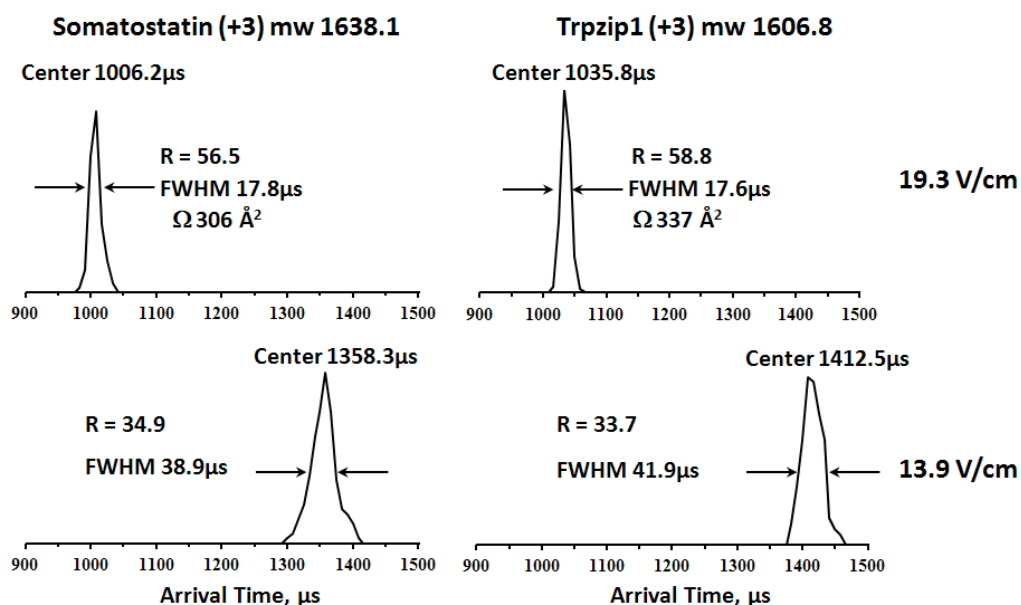 Somatostatin (+3) mw 1638.1
Center 1006.2µs
R = 56.5
FWHM 17.8µs
Ω 306 Å²
900 1000 1100 1200 1300 1400 1500
Trpzip1 (+3) mw 1606.8
Center 1035.8µs
R = 58.8
FWHM 17.6µs
Ω 337 Å²
19.3 V/cm
900 1000 1100 1200 1300 1400 1500
Center 1358.3µs
R = 34.9
FWHM 38.9µs
900 1000 1100 1200 1300 1400 1500
Arrival Time, µs
Center 1412.5µs
R = 33.7
FWHM 41.9µs
13.9 V/cm
900 1000 1100 1200 1300 1400 1500
Arrival Time, µs